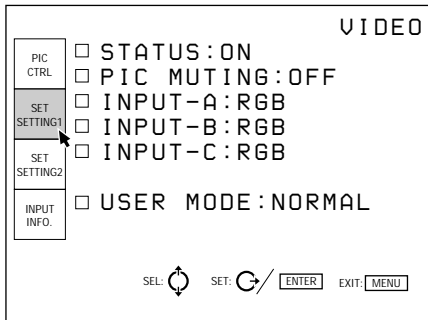 VIDEO
PIC
CTRL
SET
SETTING1
SET
SETTING2
INPUT
INFO.
STATUS:ON
PIC MUTING:OFF
INPUT-A:RGB
INPUT-B:RGB
INPUT-C:RGB
USER MODE:NORMAL
SEL: SET: / ENTER EXIT: MENU